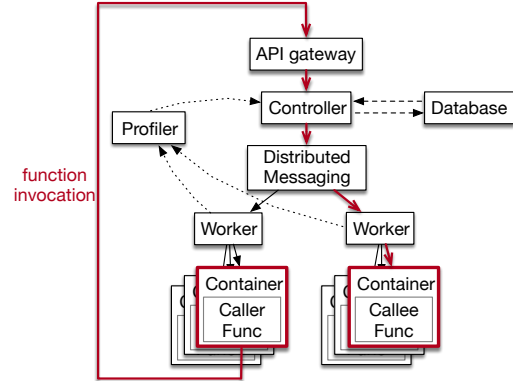 API gateway
Controller
Database
Profiler
Distributed
Messaging
function
invocation
Worker
Worker
Container
Caller
Func
Container
Callee
Func